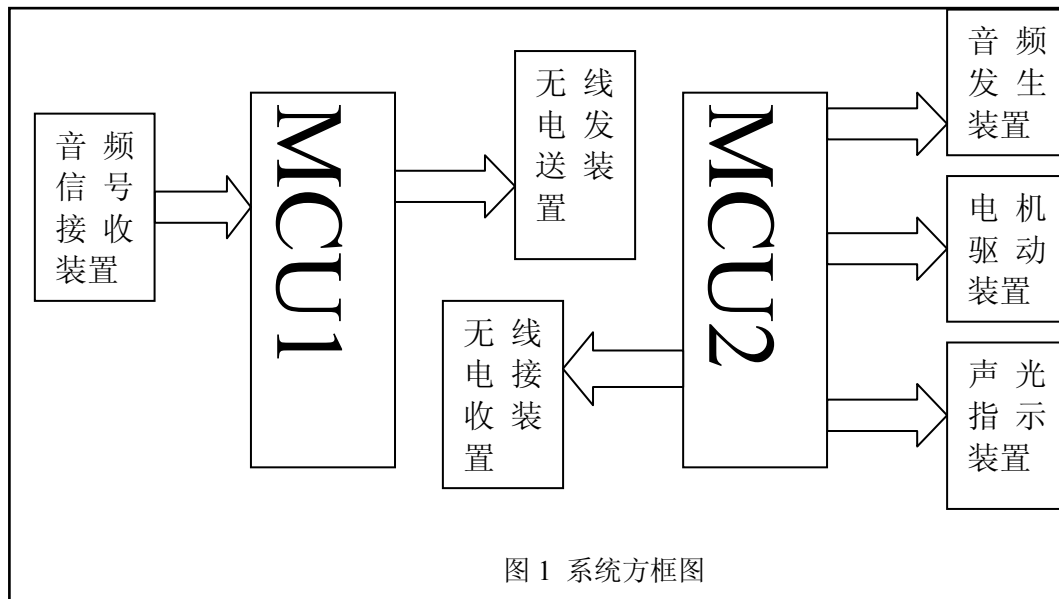 音 频
信 号
接 收
装置
MCU1
无 线
电 发
送 装
置
无 线
电 接
收 装
置
MCU2
音 频
发 生
装置
电 机
驱 动
装置
声 光
指 示
装置
图 1 系统方框图